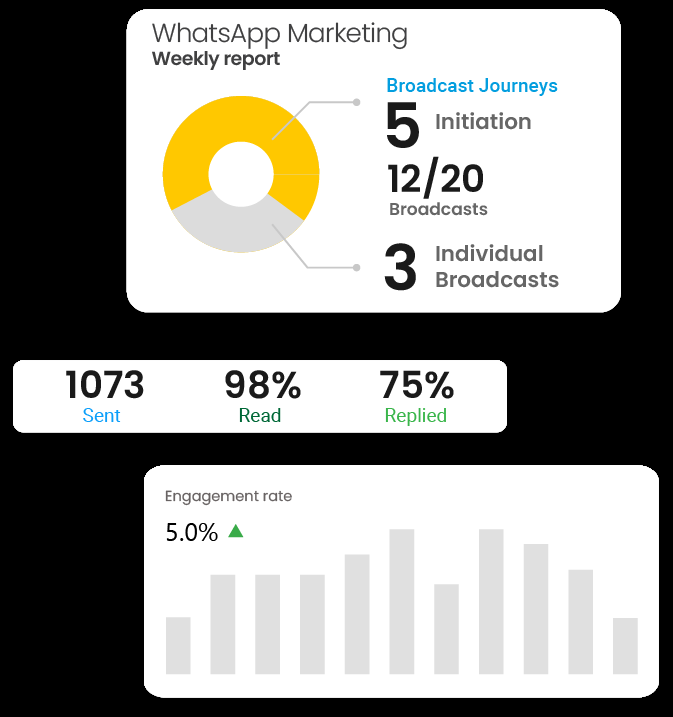 WhatsApp Marketing
Weekly report
Broadcast Journeys
5 Initiation
12/20
Broadcasts
3 Individual
Broadcasts
1073 98% 75%
Sent Read Replied
Engagement rate
5.0%